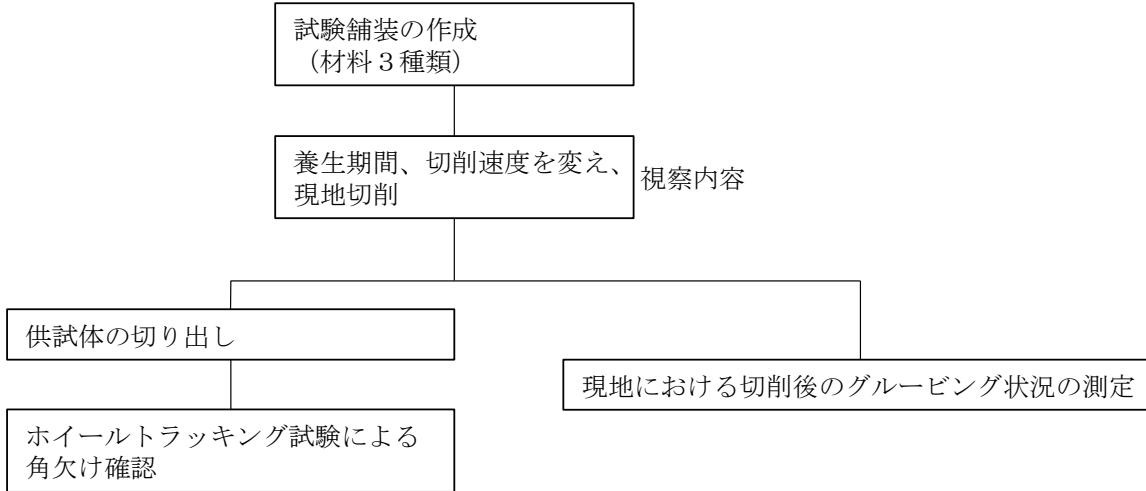 試験舗装の作成
（材料３種類）
養生期間、切削速度を変え、
現地切削
視察内容
供試体の切り出し
現地における切削後のグルービング状況の測定
ホイールトラッキング試験による
角欠け確認